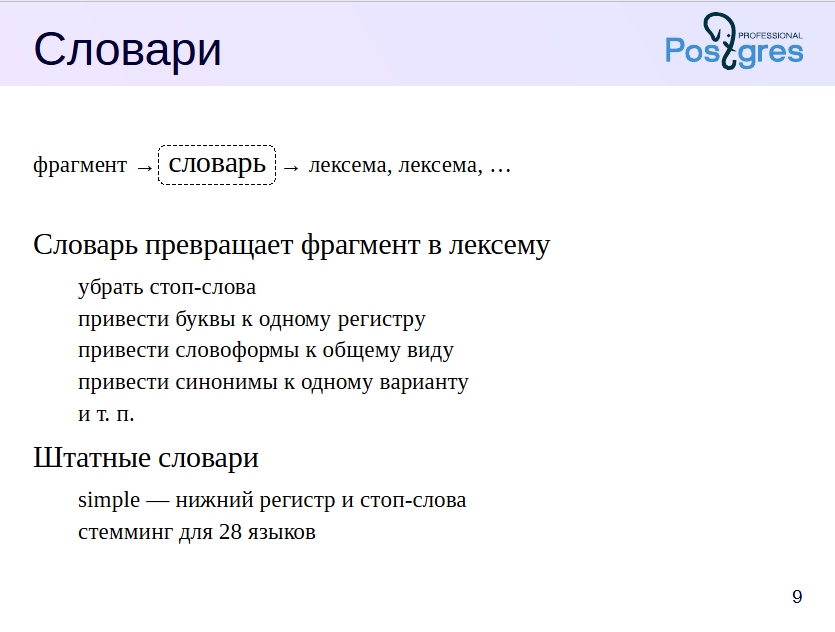 Словари
PROFESSIONAL
Postgres
фрагмент → словарь → лексема, лексема, …
Словарь превращает фрагмент в лексему
убрать стоп-слова
привести буквы к одному регистру
привести словоформы к общему виду
привести синонимы к одному варианту
и т. п.
Штатные словари
simple — нижний регистр и стоп-слова
стемминг для 28 языков
9